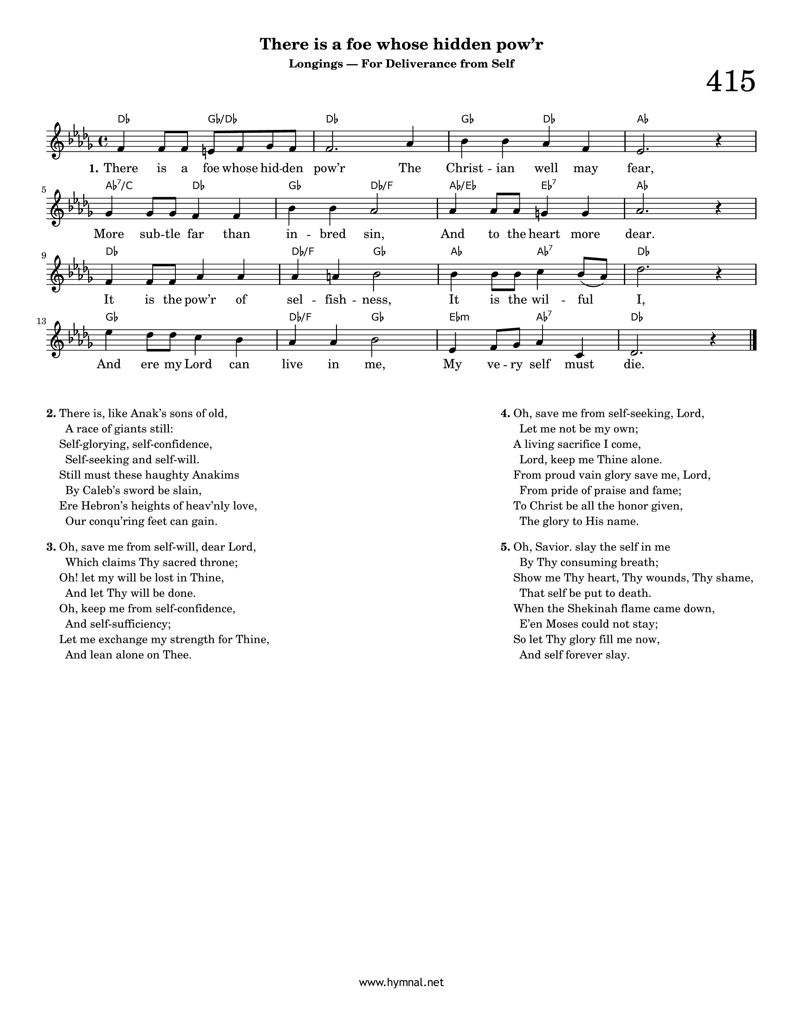 There is a foe whose hidden pow’r
Longings — For Deliverance from Self
415
D♭ G♭/D♭ D♭ G♭ D♭ A♭
1. There is a foe whose hid-den pow’r The Christ - ian well may fear,
5
A♭7/C D♭ G♭ D♭/F A♭/E♭ E♭7 A♭
More sub-tle far than in - bred sin, And to the heart more dear.
9
D♭ D♭/F G♭ A♭ A♭7 D♭
It is the pow’r of sel - fish - ness, It is the wil - ful I,
13
G♭ D♭/F G♭ E♭m A♭7 D♭
And ere my Lord can live in me, My ve - ry self must die.
2. There is, like Anak’s sons of old,
A race of giants still:
Self-glorying, self-confidence,
Self-seeking and self-will.
Still must these haughty Anakims
By Caleb’s sword be slain,
Ere Hebron’s heights of heav’nly love,
Our conqu’ring feet can gain.
3. Oh, save me from self-will, dear Lord,
Which claims Thy sacred throne;
Oh! let my will be lost in Thine,
And let Thy will be done.
Oh, keep me from self-confidence,
And self-sufficiency;
Let me exchange my strength for Thine,
And lean alone on Thee.
4. Oh, save me from self-seeking, Lord,
Let me not be my own;
A living sacrifice I come,
Lord, keep me Thine alone.
From proud vain glory save me, Lord,
From pride of praise and fame;
To Christ be all the honor given,
The glory to His name.
5. Oh, Savior. slay the self in me
By Thy consuming breath;
Show me Thy heart, Thy wounds, Thy shame,
That self be put to death.
When the Shekinah flame came down,
E’en Moses could not stay;
So let Thy glory fill me now,
And self forever slay.
www.hymnal.net